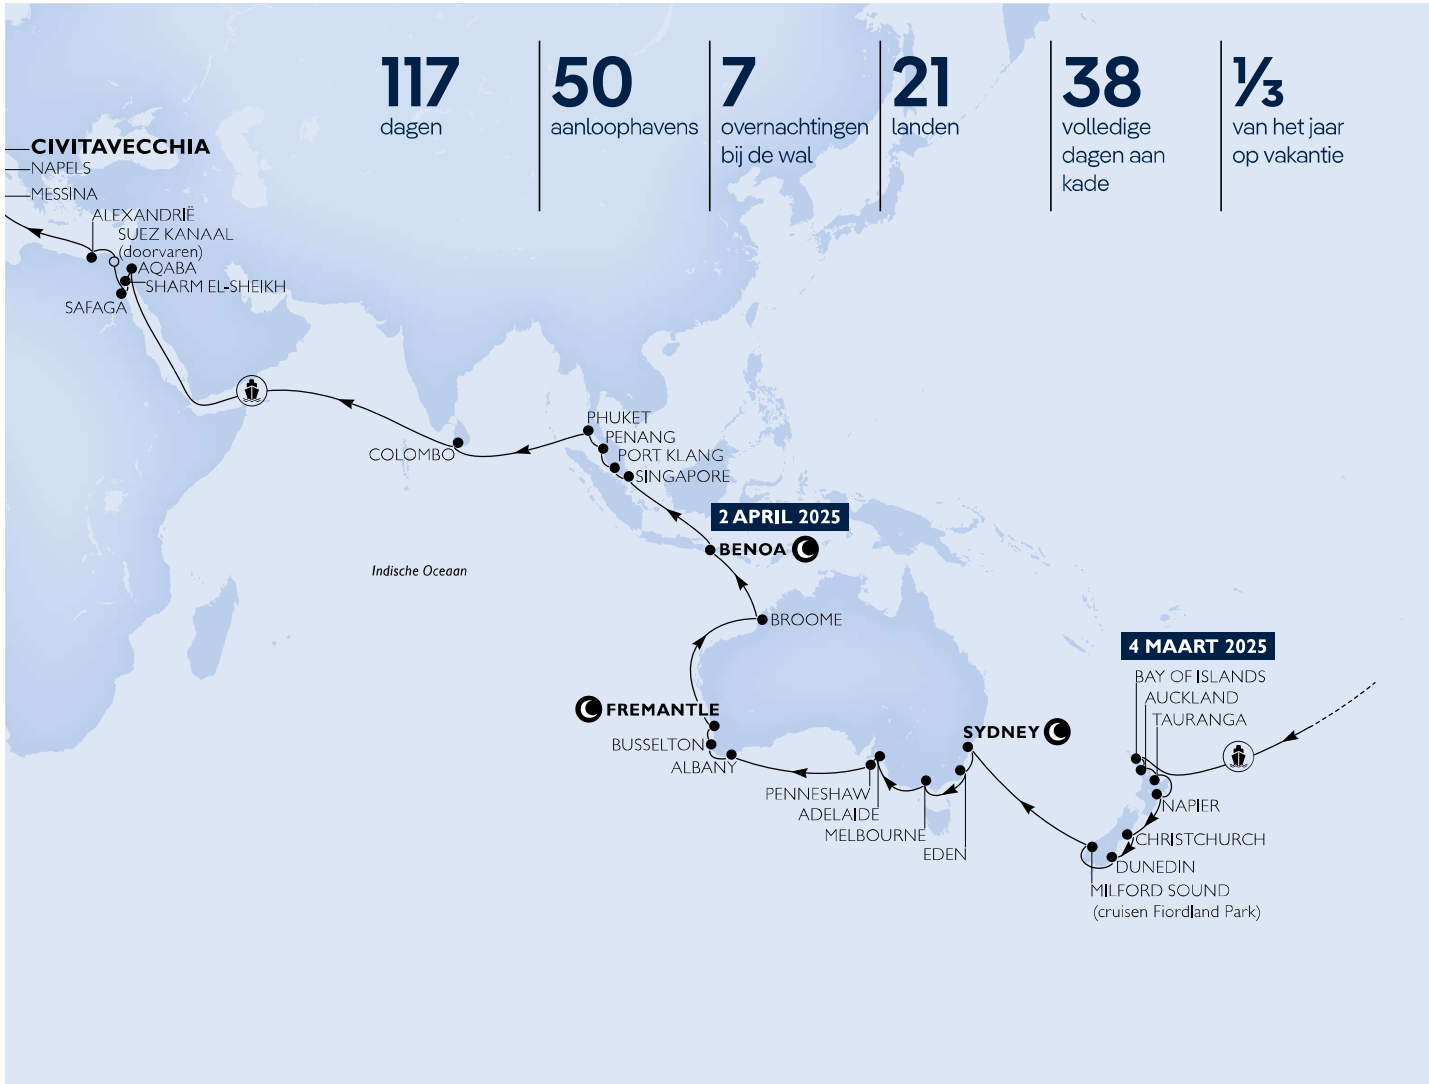 117
dagen
50
aanloophavens
7
overnachtingen
bij de wal
21
landen
38
volledige
dagen aan
kade
⅓
van het jaar
op vakantie
CIVITAVECCHIA
NAPELS
MESSINA
ALEXANDRIË
SUEZ KANAAL
(doorvaren)
AQABA
SHARM EL-SHEIKH
SAFAGA
COLOMBO
PHUKET
PENANG
PORT KLANG
SINGAPORE
2 APRIL 2025
BENOA
Indische Oceaan
BROOME
4 MAART 2025
BAY OF ISLANDS
AUCKLAND
TAURANGA
FREMANTLE
SYDNEY
BUSSELTON
ALBANY
PENNESHAW
ADELAIDE
MELBOURNE
EDEN
NAPIER
CHRISTCHURCH
DUNEDIN
MILFORD SOUND
(cruisen Fiordland Park)